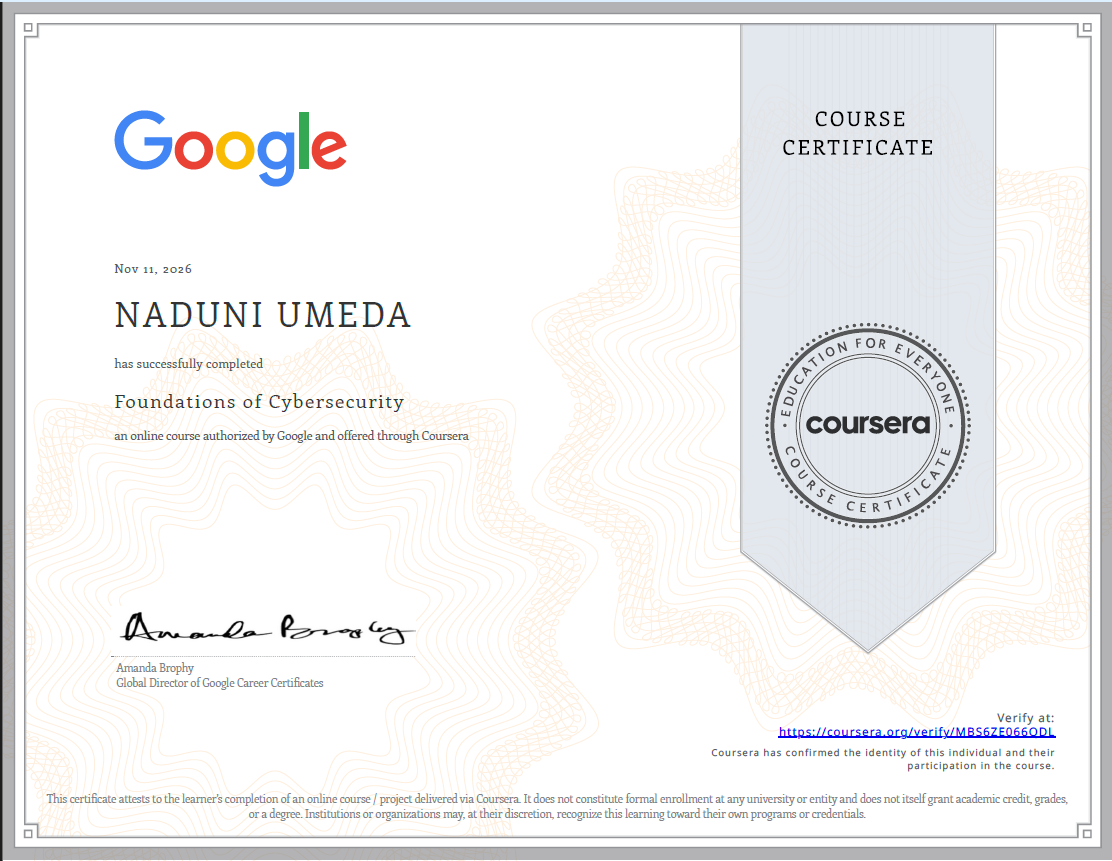 Google
COURSE
CERTIFICATE
Nov 11, 2026
NADUNI UMEDA
has successfully completed
Foundations of Cybersecurity
an online course authorized by Google and offered through Coursera
EDUCATION FOR EVERYONE
coursera
COURSE CERTIFICATE
Amanda Brophy
Amanda Brophy
Global Director of Google Career Certificates
Verify at:
https://coursera.org/verify/MBS6ZE066ODL
Coursera has confirmed the identity of this individual and their
participation in the course.
This certificate attests to the learner's completion of an online course / project delivered via Coursera. It does not constitute formal enrollment at any university or entity and does not itself grant academic credit, grades,
or a degree. Institutions or organizations may, at their discretion, recognize this learning toward their own programs or credentials.